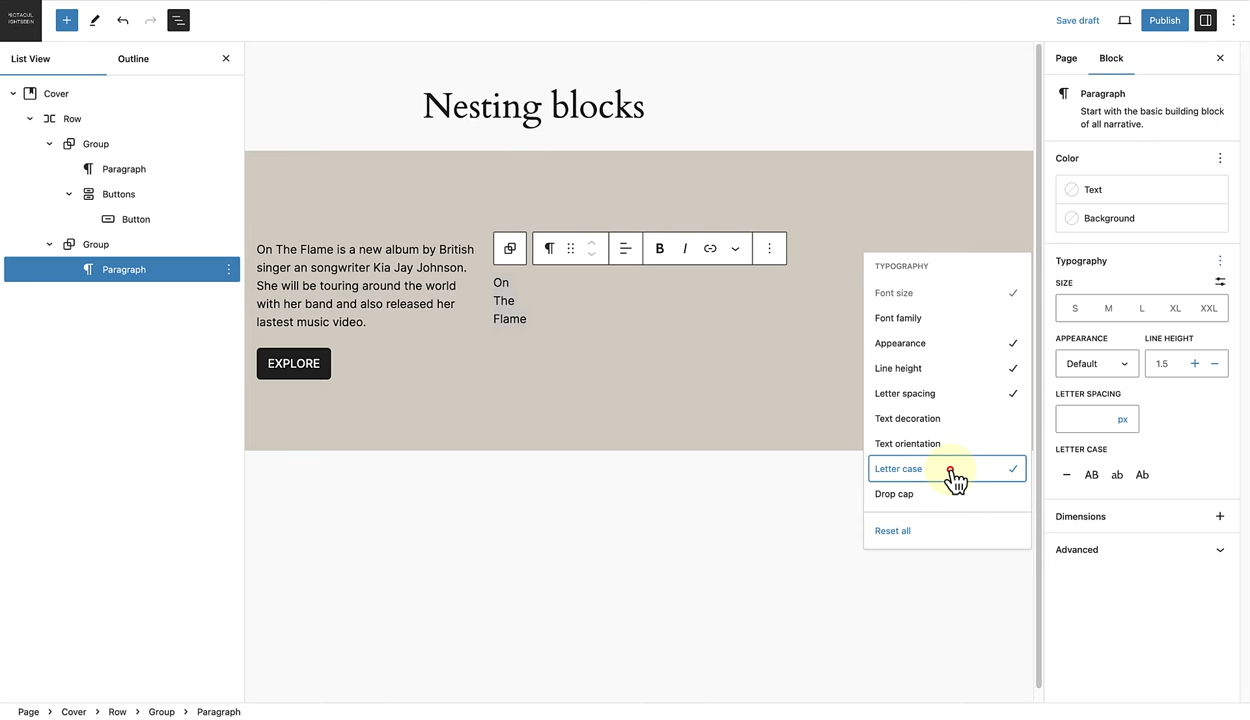 Save draft
Publish
List View
Outline
Cover
Row
Group
Paragraph
Buttons
Button
Group
Paragraph
Nesting blocks
On The Flame is a new album by British
singer an songwriter Kia Jay Johnson.
She will be touring around the world
with her band and also released her
lastest music video.
EXPLORE
B I
On
The
Flame
TYPOGRAPHY
Font size
Font family
Appearance
Line height
Letter spacing
Text decoration
Text orientation
Letter case
Drop cap
Reset all
Page
Block
Paragraph
Start with the basic building block
of all narrative.
Color
Text
Background
Typography
SIZE
S M L XL XXL
APPEARANCE
LINE HEIGHT
Default
1.5
LETTER SPACING
px
LETTER CASE
AB ab Ab
Dimensions
Advanced
Page > Cover > Row > Group > Paragraph